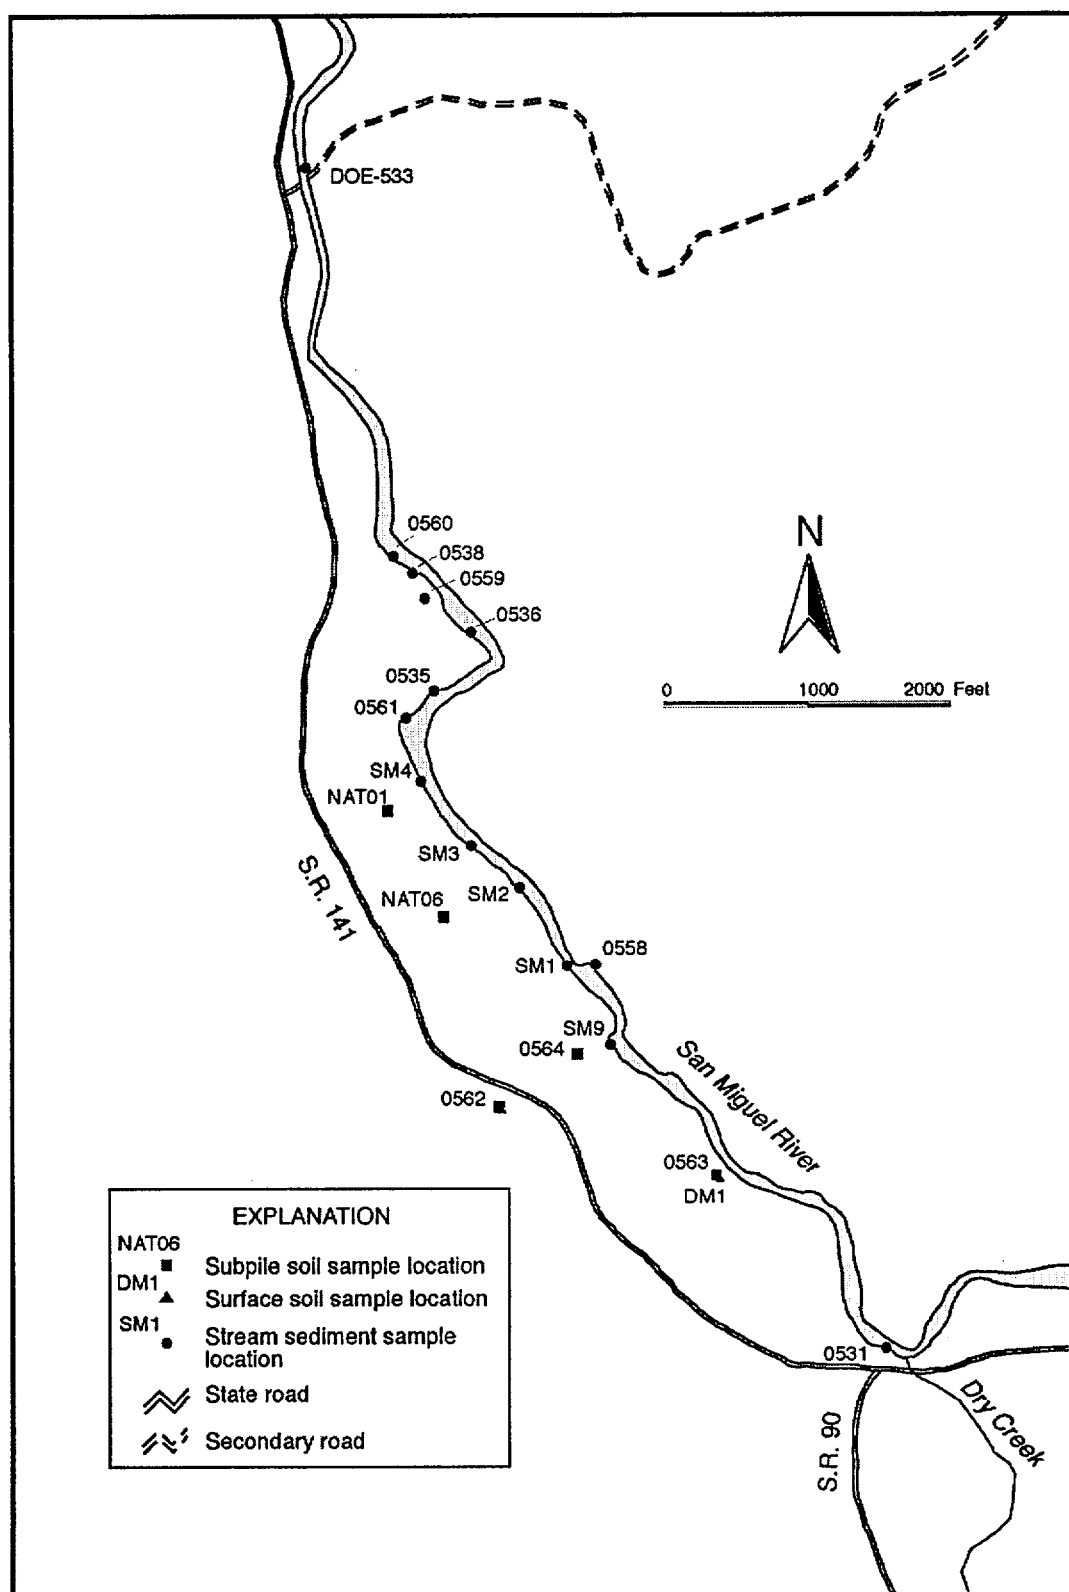 DOE-533
0560
0538
0559
0536
N
0535
0 1000 2000 Feet
0561
SM4
NAT01
SM3
S.R. 141
NAT06
SM2
0558
SM1
SM9
0564
San Miguel River
0562
0563
DM1
EXPLANATION
NAT06
Subpile soil sample location
DM1
Surface soil sample location
SM1
Stream sediment sample
location
State road
Secondary road
0531
Dry Creek
S.R. 90